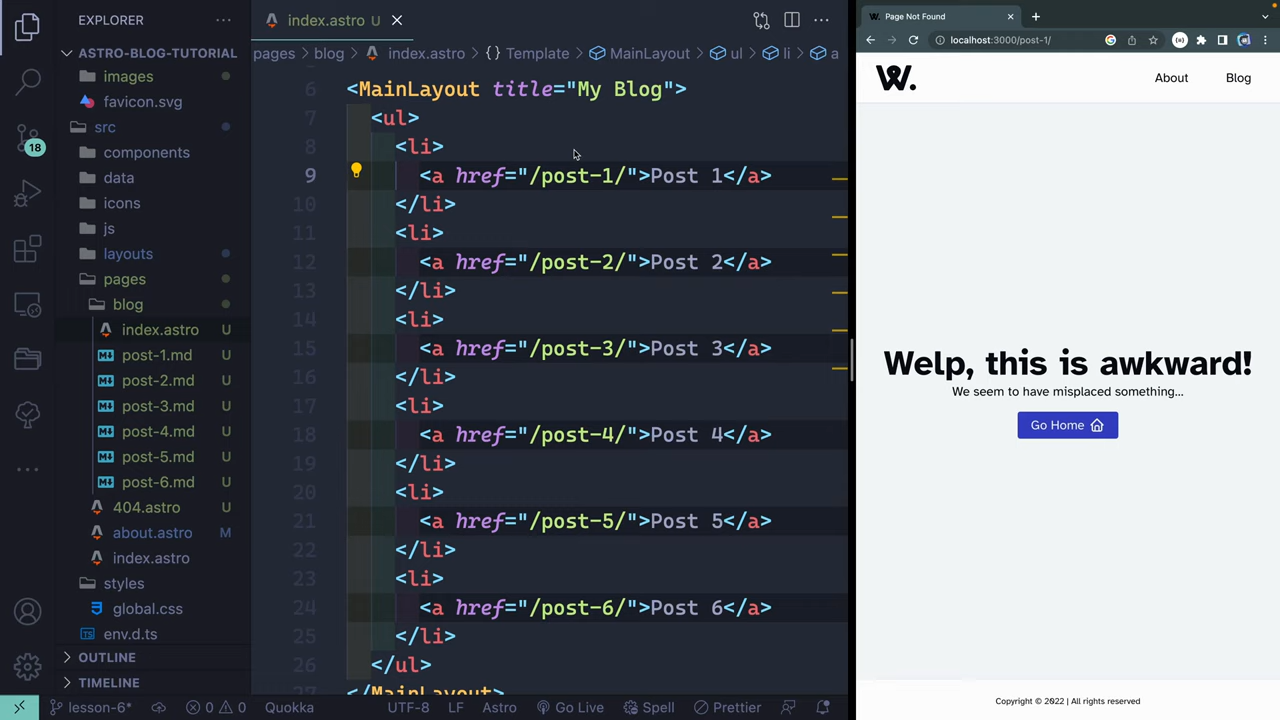 EXPLORER
ASTRO-BLOG-TUTORIAL
images
favicon.svg
src
components
data
icons
js
layouts
pages
blog
index.astro U
post-1.md U
post-2.md U
post-3.md U
post-4.md U
post-5.md U
post-6.md U
404.astro U
about.astro M
index.astro
styles
global.css
env.d.ts
OUTLINE
TIMELINE
18
index.astro U
pages > blog > index.astro > {} Template > MainLayout > ul > li > a
6 <MainLayout title="My Blog">
7 <ul>
8 <li>
9 <a href="/post-1/">Post 1</a>
10 </li>
11 <li>
12 <a href="/post-2/">Post 2</a>
13 </li>
14 <li>
15 <a href="/post-3/">Post 3</a>
16 </li>
17 <li>
18 <a href="/post-4/">Post 4</a>
19 </li>
20 <li>
21 <a href="/post-5/">Post 5</a>
22 </li>
23 <li>
24 <a href="/post-6/">Post 6</a>
25 </li>
26 </ul>
27 </MainLayout>
lesson-6* 0 0 Quokka UTF-8 LF Astro Go Live Spell Prettier
W. Page Not Found
localhost:3000/post-1/
W. About Blog
Welp, this is awkward!
We seem to have misplaced something...
Go Home
Copyright © 2022 | All rights reserved